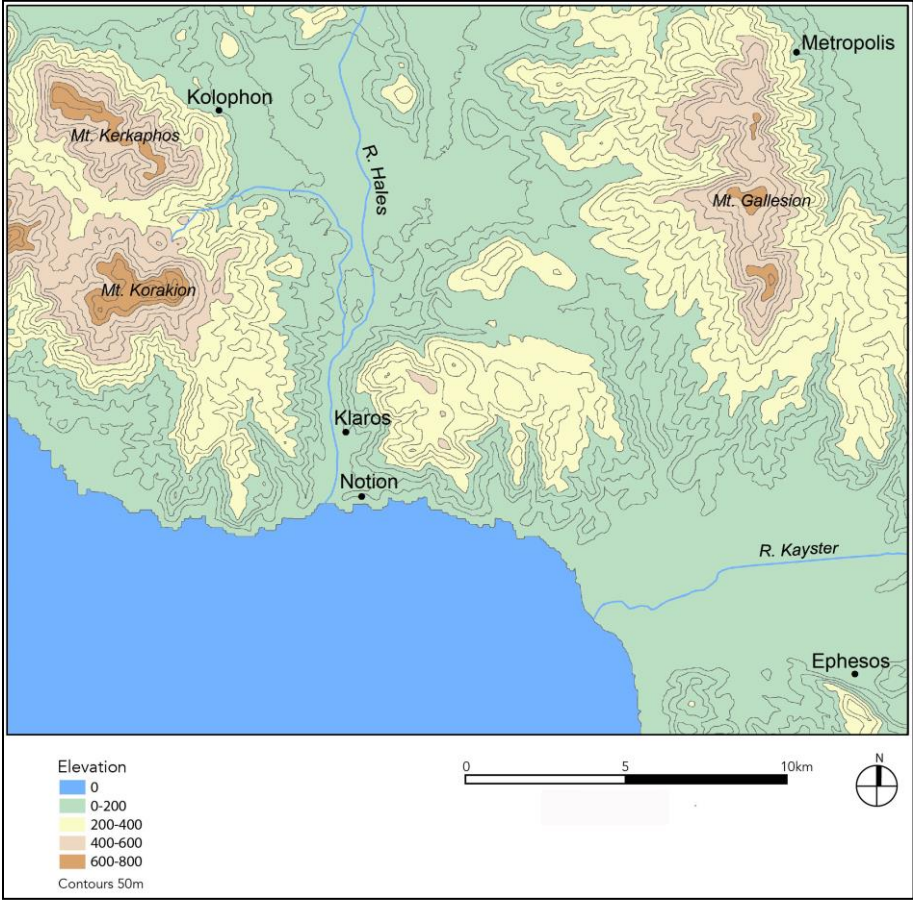 Metropolis
Kolophon
Mt. Kerkaphos
R. Hales
Mt. Gallesion
Mt. Korakion
Klaros
Notion
R. Kayster
Ephesos
Elevation
0
0-200
200-400
400-600
600-800
Contours 50m
0 5 10km
N